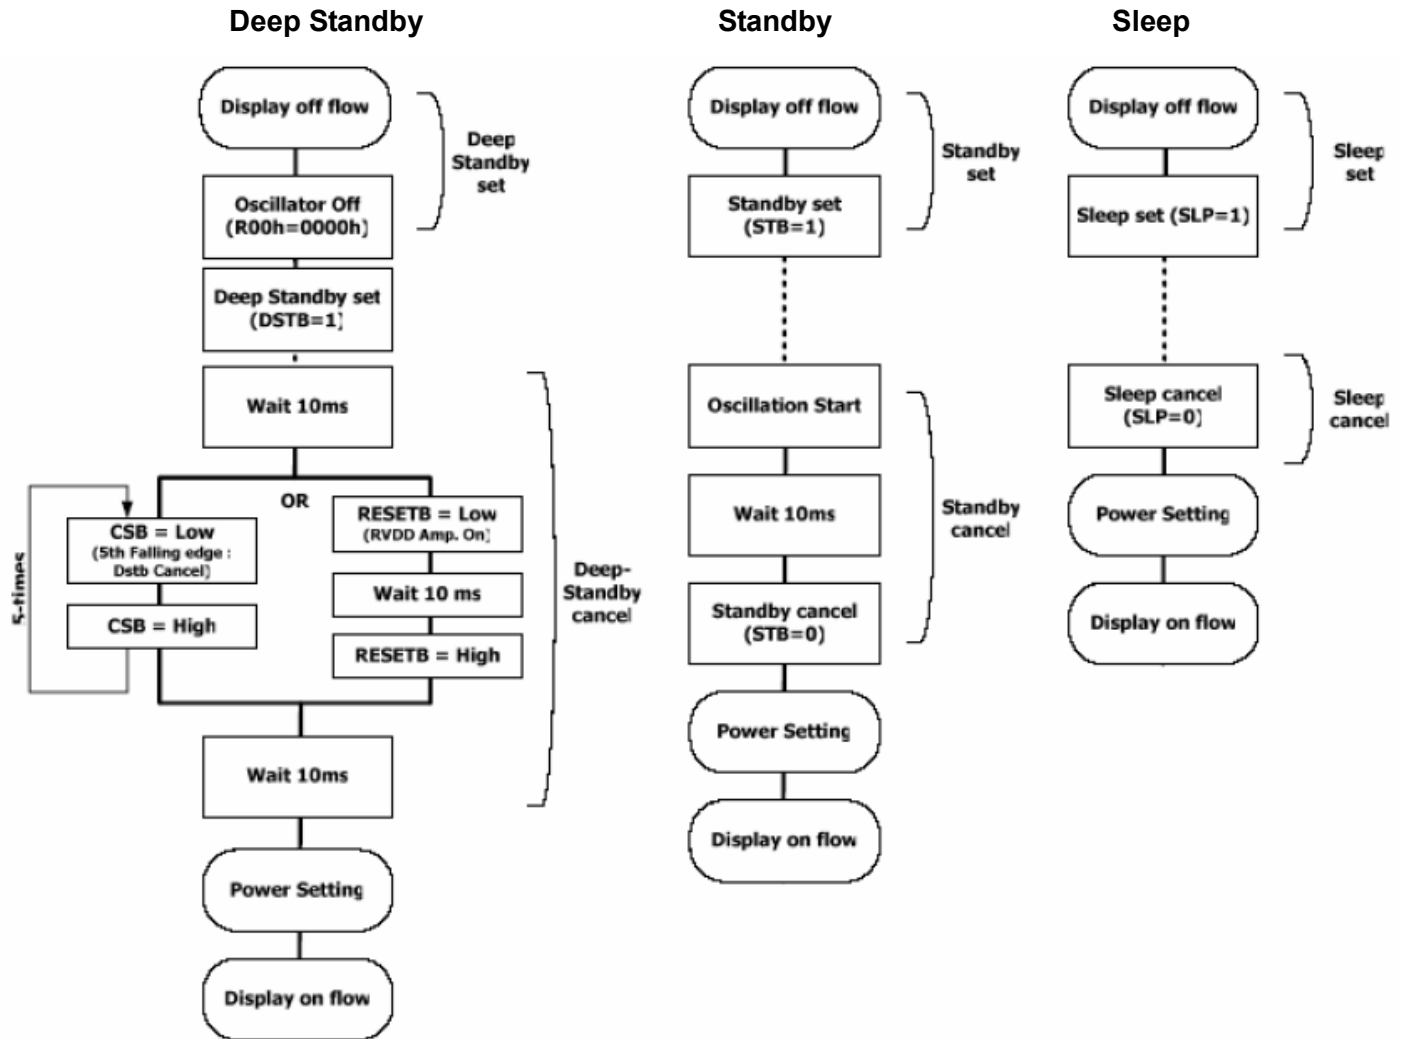 Deep Standby
Display off flow
Deep
Standby
set
Oscillator Off
(R00h=0000h)
Deep Standby set
(DSTB=1)
Wait 10ms
OR
5-times
CSB = Low
(5th Falling edge :
Dstb Cancel)
CSB = High
RESETB = Low
(RVDD Amp. On)
Wait 10 ms
RESETB = High
Deep-
Standby
cancel
Wait 10ms
Power Setting
Display on flow
Standby
Display off flow
Standby
set
Standby set
(STB=1)
Oscillation Start
Wait 10ms
Standby
cancel
Standby cancel
(STB=0)
Power Setting
Display on flow
Sleep
Display off flow
Sleep
set
Sleep set (SLP=1)
Sleep cancel
(SLP=0)
Sleep
cancel
Power Setting
Display on flow